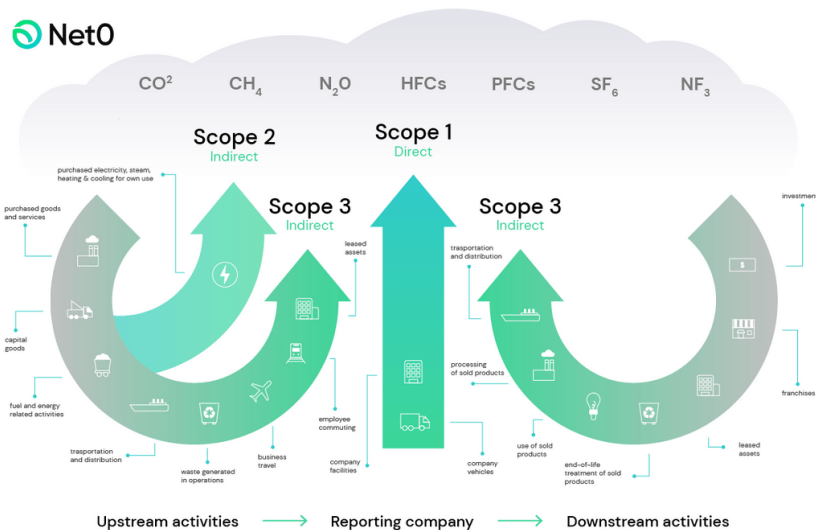 Net0
CO²
CH₄
N₂O
HFCs
PFCs
SF₆
NF₃
Scope 2
Indirect
Scope 1
Direct
Scope 3
Indirect
Scope 3
Indirect
purchased electricity, steam,
heating & cooling for own use
purchased goods
and services
capital
goods
fuel and energy
related activities
trasportation
and distribution
waste generated
in operations
business
travel
employee
commuting
leased
assets
company
facilities
company
vehicles
trasportation
and distribution
processing
of sold products
use of sold
products
end-of-life
treatment of sold
products
leased
assets
franchises
investmen
$
Upstream activities
Reporting company
Downstream activities